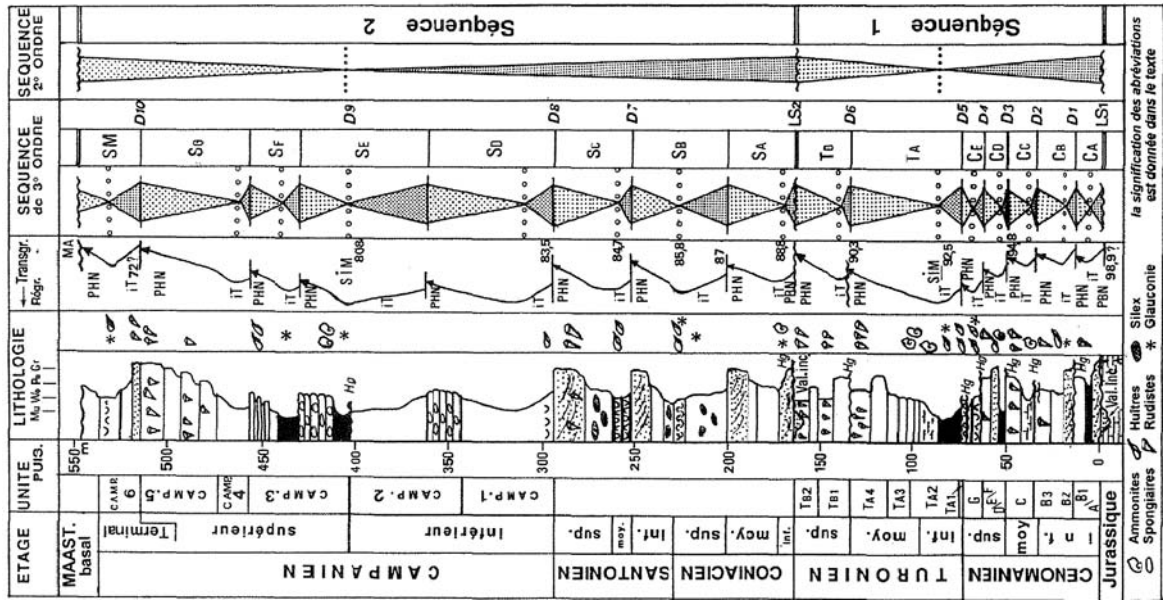 ETAGE
UNITE
PUIS.
LITHOLOGIE
Mu Wa Pa Cr
← Transgr.
Régr. -
SEQUENCE
de 3° ORDRE
SEQUENCE
2° ORDRE
MAAST.
basal
CAMPANIEN
SANTONIEN
CONIACIEN
TURONIEN
CENOMANIEN
Jurassique
Terminal
supérieur
Inférieur
sup.
moy.
Inf.
sup.
moy.
inf.
sup.
moy.
inf.
sup.
moy
inf.
CAMP. 6
CAMP. 5
CAMP. 4
CAMP. 3
CAMP. 2
CAMP. 1
TB2
TB1
TA4
TA3
TA2
TA1
G
F
E
D
C
B3
B2
B1
A
550
m
500
450
400
350
300
250
200
150
100
50
0
Hg
Hg
Val.inc.
Hg
Hg
Hg
Hg
Val.inc.
MA
PHN
iT
72?
PHN
iT
PHN
iT
PHN
SiM
808
iT
PHN
iT
83,5
PHN
iT
84,7
PHN
iT
85,8
87
PHN
iT
88,8
PBN
iT
90,3
PHN
SiM
92,5
iT
PHN
iT
PHN
94,8
iT
PHN
iT
PHN
iT
PBN
98,9?
SM
SG
SF
SE
SD
SC
SB
SA
TB
TA
CE
CD
CC
CB
CA
D10
D9
D8
D7
LS2
D6
D5
D4
D3
D2
D1
LS1
Séquence 2
Séquence 1
Ammonites
Spongiaires
Huîtres
Rudistes
Silex
* Glauconie
la signification des abréviations
est donnée dans le texte